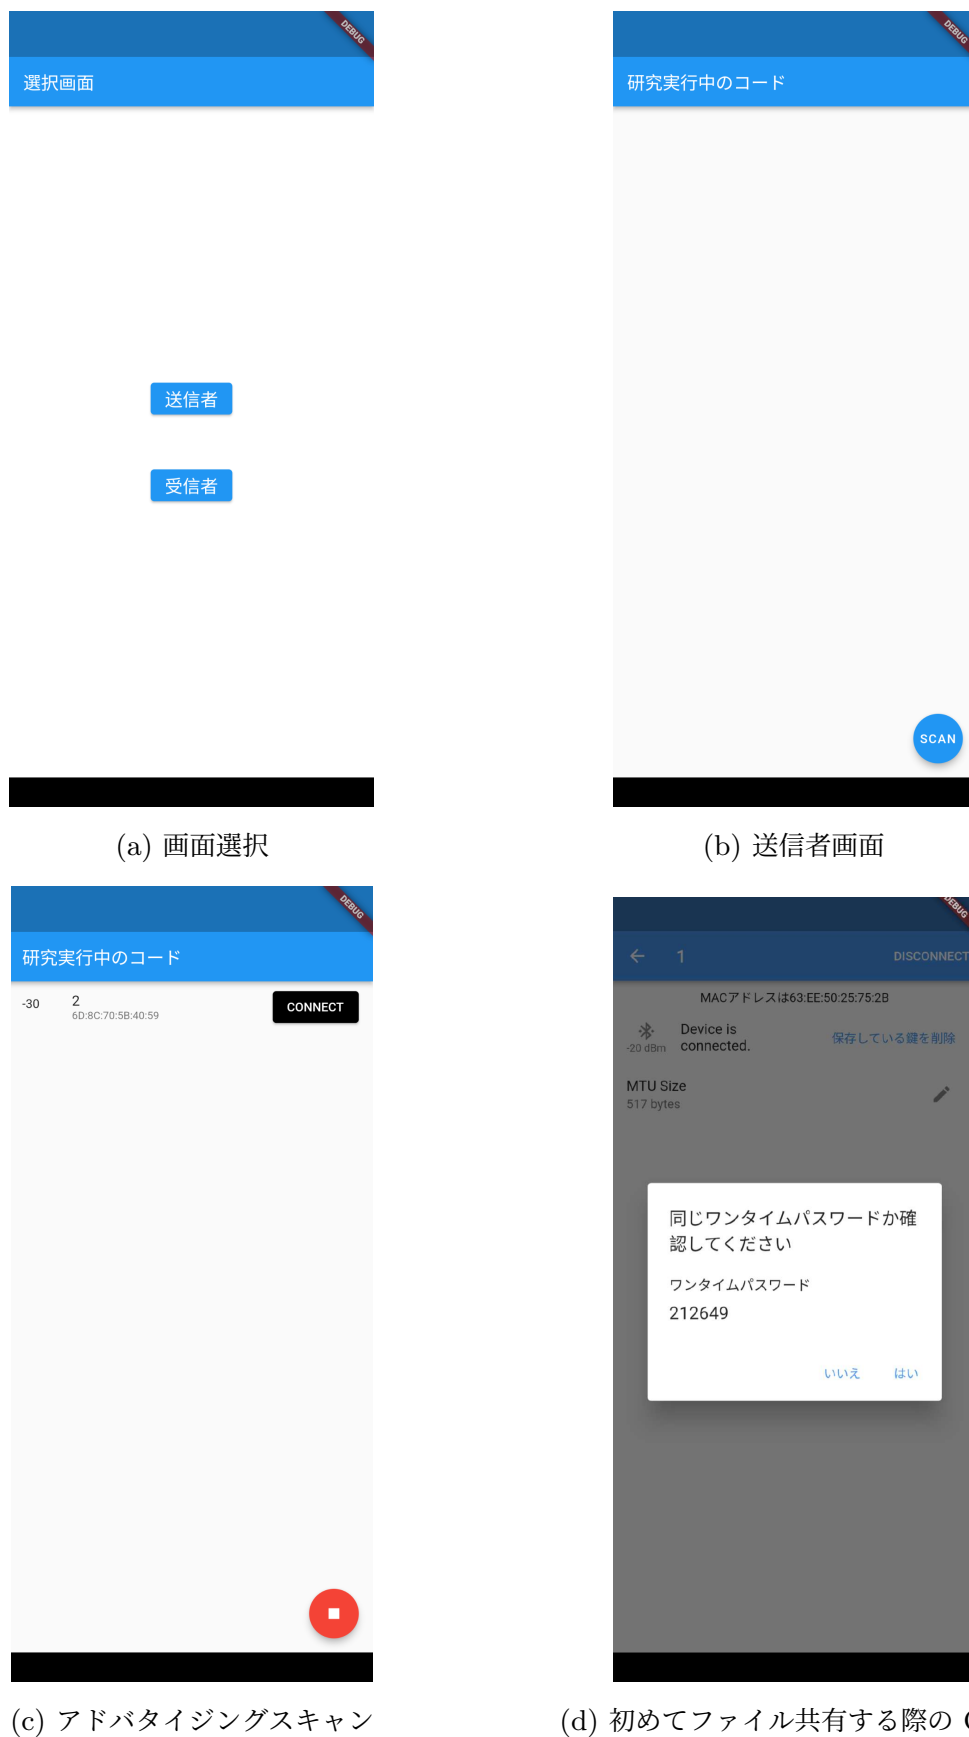 DEBUG
選択画面
送信者
受信者
(a) 画面選択
DEBUG
研究実行中のコード
SCAN
(b) 送信者画面
DEBUG
研究実行中のコード
-30 2 CONNECT
6D:8C:70:5B:40:59
(c) アドバタイジングスキャン
DEBUG
1 DISCONNECT
MACアドレスは63:EE:50:25:75:2B
Device is
connected.
-20 dBm
保存している鍵を削除
MTU Size
517 bytes
同じワンタイムパスワードか確
認してください
ワンタイムパスワード
212649
いいえ はい
(d) 初めてファイル共有する際の